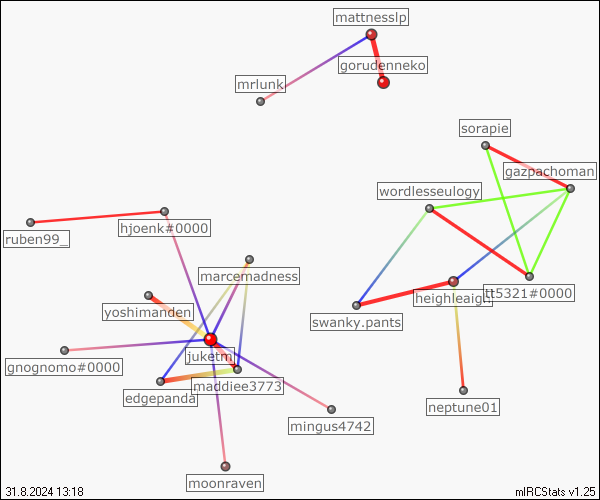 mattnesslp
gorudenneko
mrlunk
sorapie
gazpachoman
wordlesseulogy
hjoenk#0000
ruben99_
marcemadness
tt5321#0000
heighleaigh
yoshimanden
swanky.pants
juketm
gnognomo#0000
maddiee3773
edgepanda
neptune01
mingus4742
moonraven
31.8.2024 13:18
mIRCStats v1.25